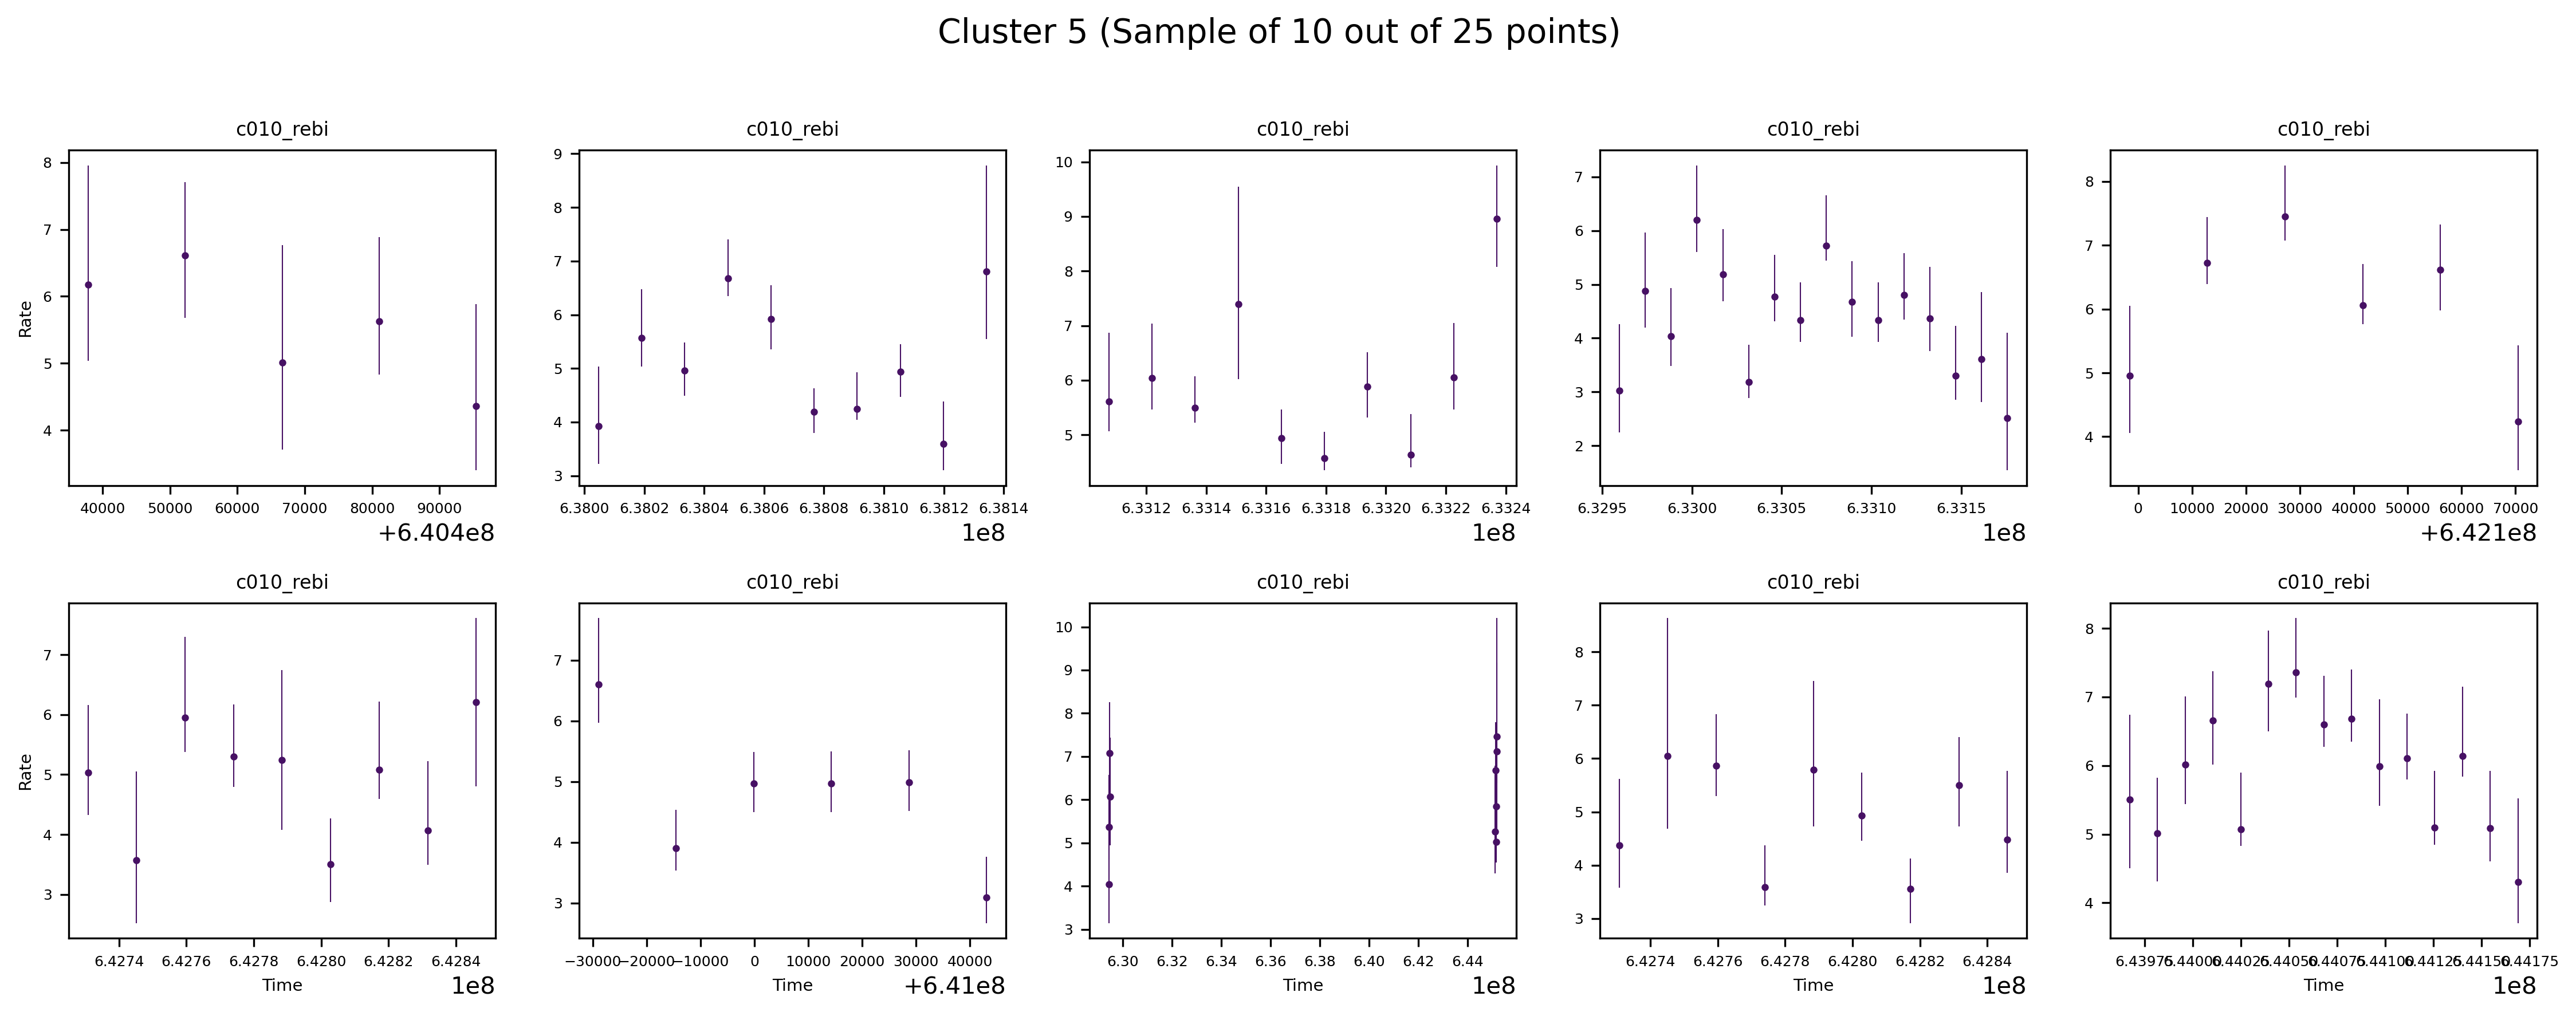 Cluster 5 (Sample of 10 out of 25 points)
c010_rebi c010_rebi c010_rebi c010_rebi c010_rebi
Rate
8 7 6 5 4
40000 50000 60000 70000 80000 90000
+6.404e8
9 8 7 6 5 4 3
6.3800 6.3802 6.3804 6.3806 6.3808 6.3810 6.3812 6.3814
1e8
10 9 8 7 6 5
6.3312 6.3314 6.3316 6.3318 6.3320 6.3322 6.3324
1e8
7 6 5 4 3 2
6.3295 6.3300 6.3305 6.3310 6.3315
1e8
8 7 6 5 4
0 10000 20000 30000 40000 50000 60000 70000
+6.421e8
c010_rebi c010_rebi c010_rebi c010_rebi c010_rebi
Rate
7 6 5 4 3
6.4274 6.4276 6.4278 6.4280 6.4282 6.4284
Time
1e8
7 6 5 4 3
−30000 −20000 −10000 0 10000 20000 30000 40000
Time
+6.41e8
10 9 8 7 6 5 4 3
6.30 6.32 6.34 6.36 6.38 6.40 6.42 6.44
Time
1e8
8 7 6 5 4 3
6.4274 6.4276 6.4278 6.4280 6.4282 6.4284
Time
1e8
8 7 6 5 4
6.43975 6.44000 6.44025 6.44050 6.44075 6.44100 6.44125 6.44150 6.44175
Time
1e8